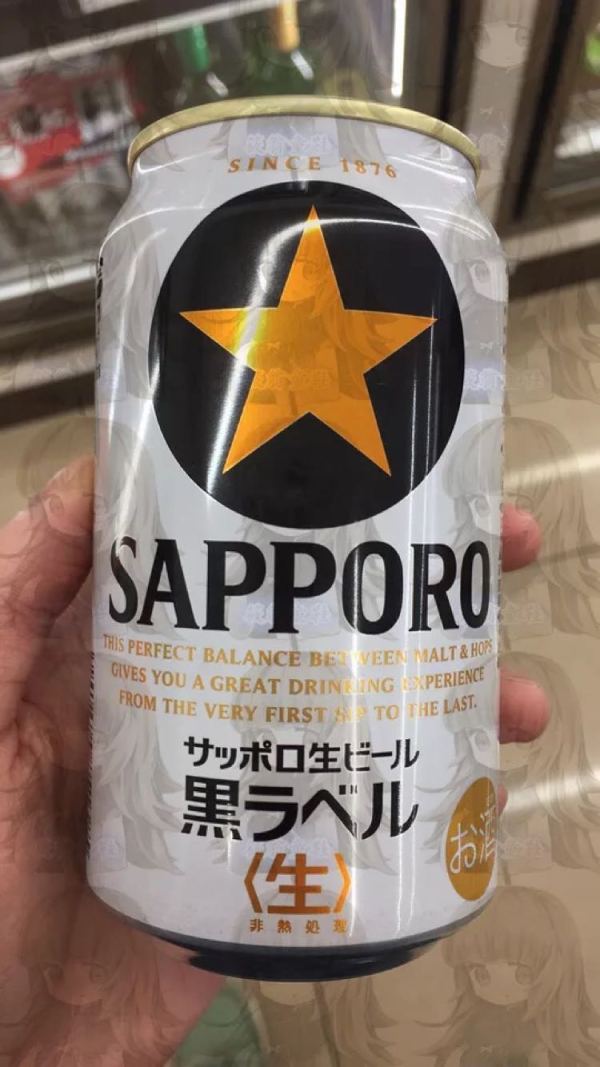 SINCE 1876
SAPPORO
THIS PERFECT BALANCE BETWEEN MALT & HOPS
GIVES YOU A GREAT DRINKING EXPERIENCE
FROM THE VERY FIRST SIP TO THE LAST.
サッポロ生ビール
黒ラベル
お酒
〈生〉
非熱処理